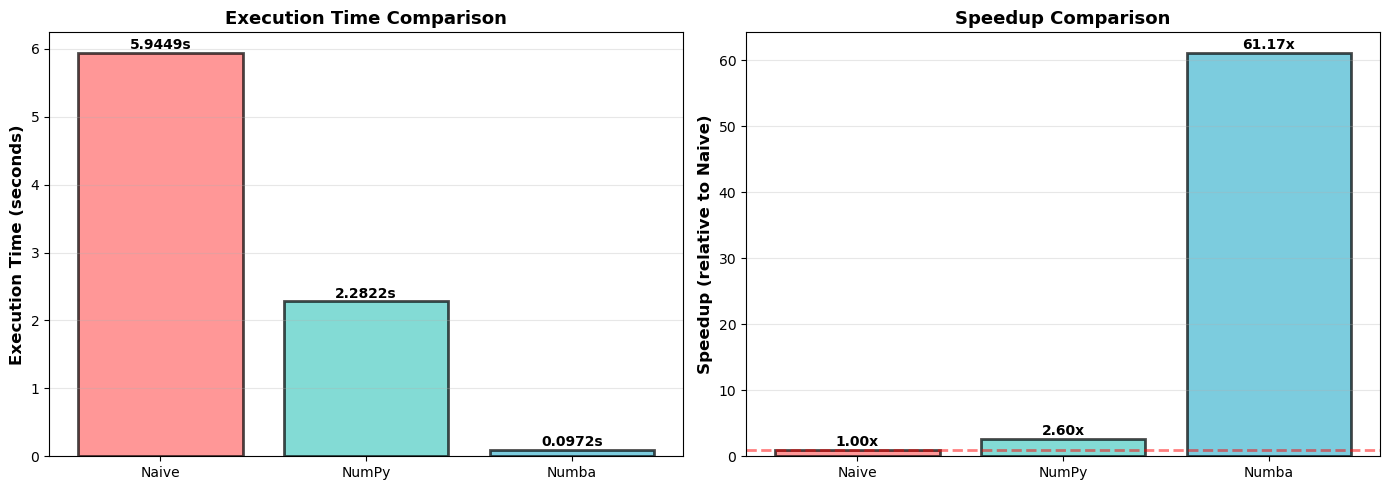 Execution Time Comparison
Execution Time (seconds)
6
5
4
3
2
1
0
5.9449s
2.2822s
0.0972s
Naive
NumPy
Numba
Speedup Comparison
Speedup (relative to Naive)
60
50
40
30
20
10
0
1.00x
2.60x
61.17x
Naive
NumPy
Numba